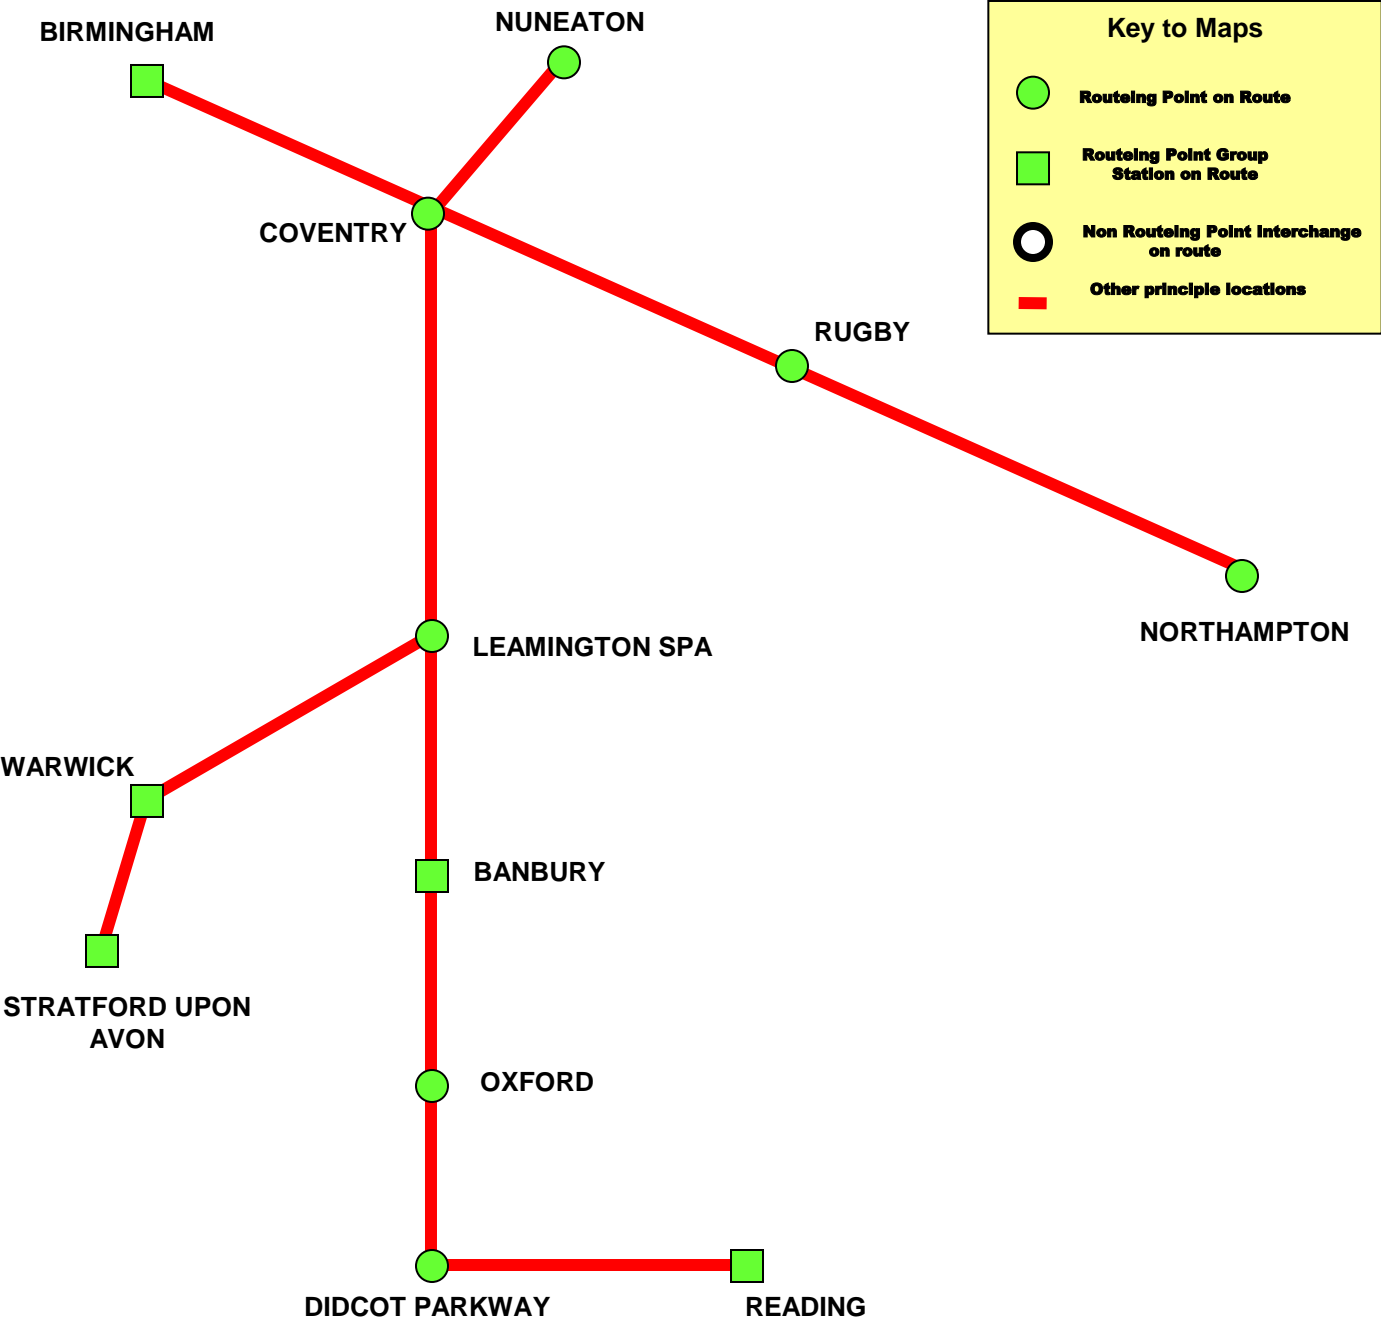 BIRMINGHAM
NUNEATON
Key to Maps
Routeing Point on Route
Routeing Point Group
Station on Route
Non Routeing Point Interchange
on route
Other principle locations
COVENTRY
RUGBY
NORTHAMPTON
LEAMINGTON SPA
WARWICK
BANBURY
STRATFORD UPON
AVON
OXFORD
DIDCOT PARKWAY
READING